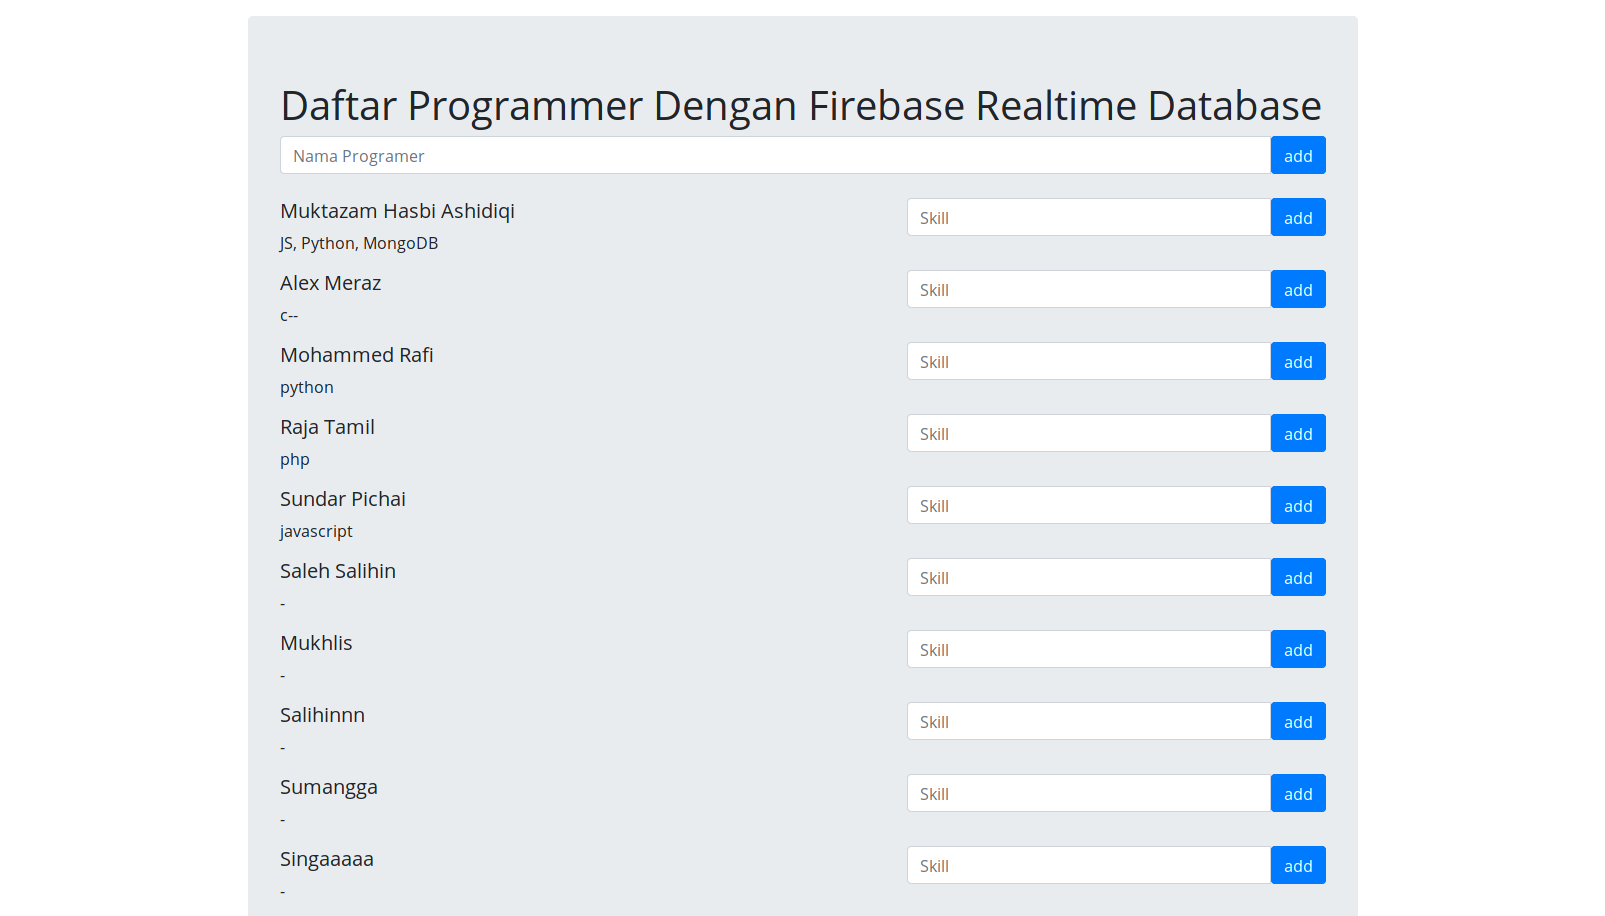 Daftar Programmer Dengan Firebase Realtime Database
Nama Programer add
Muktazam Hasbi Ashidiqi Skill add
JS, Python, MongoDB
Alex Meraz Skill add
c--
Mohammed Rafi Skill add
python
Raja Tamil Skill add
php
Sundar Pichai Skill add
javascript
Saleh Salihin Skill add
-
Mukhlis Skill add
-
Salihinnn Skill add
-
Sumangga Skill add
-
Singaaaaa Skill add
-